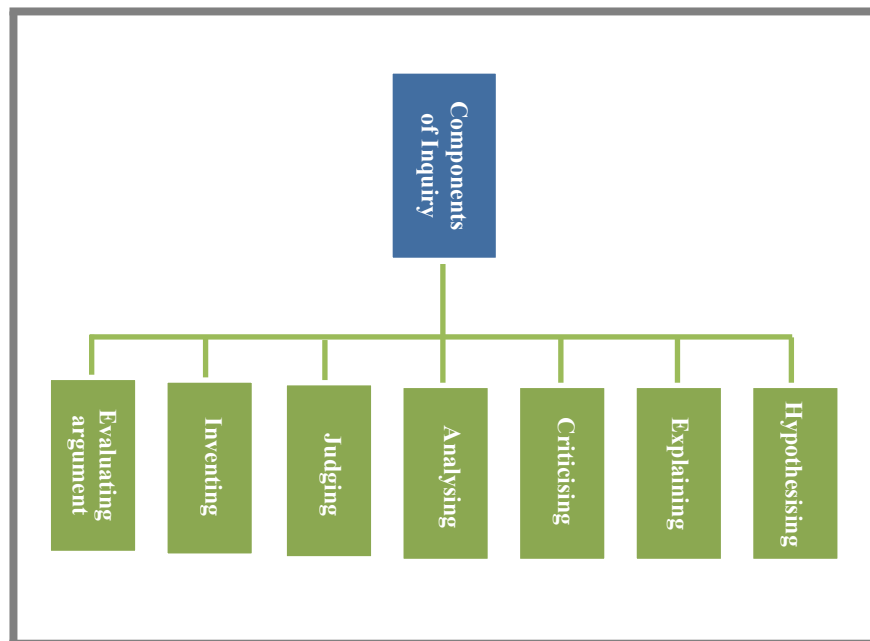 Components
of Inquiry
Evaluating
argument
Inventing
Judging
Analysing
Criticising
Explaining
Hypothesising